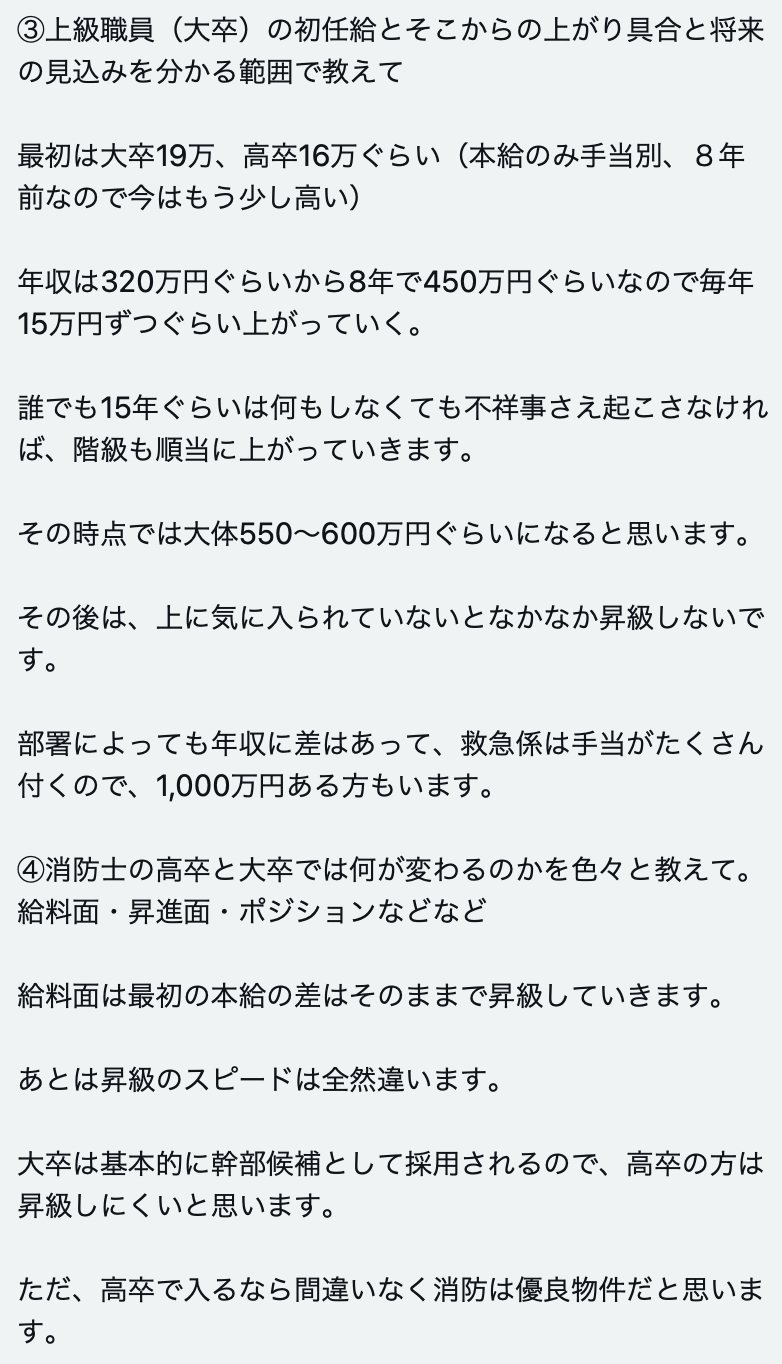 ③上級職員（大卒）の初任給とそこからの上がり具合と将来
の見込みを分かる範囲で教えて
最初は大卒19万、高卒16万ぐらい（本給のみ手当別、８年
前なので今はもう少し高い）
年収は320万円ぐらいから8年で450万円ぐらいなので毎年
15万円ずつぐらい上がっていく。
誰でも15年ぐらいは何もしなくても不祥事さえ起こさなけれ
ば、階級も順当に上がっていきます。
その時点では大体550〜600万円ぐらいになると思います。
その後は、上に気に入られていないとなかなか昇級しないで
す。
部署によっても年収に差はあって、救急係は手当がたくさん
付くので、1,000万円ある方もいます。
④消防士の高卒と大卒では何が変わるのかを色々と教えて。
給料面・昇進面・ポジションなどなど
給料面は最初の本給の差はそのままで昇級していきます。
あとは昇級のスピードは全然違います。
大卒は基本的に幹部候補として採用されるので、高卒の方は
昇級しにくいと思います。
ただ、高卒で入るなら間違いなく消防は優良物件だと思いま
す。